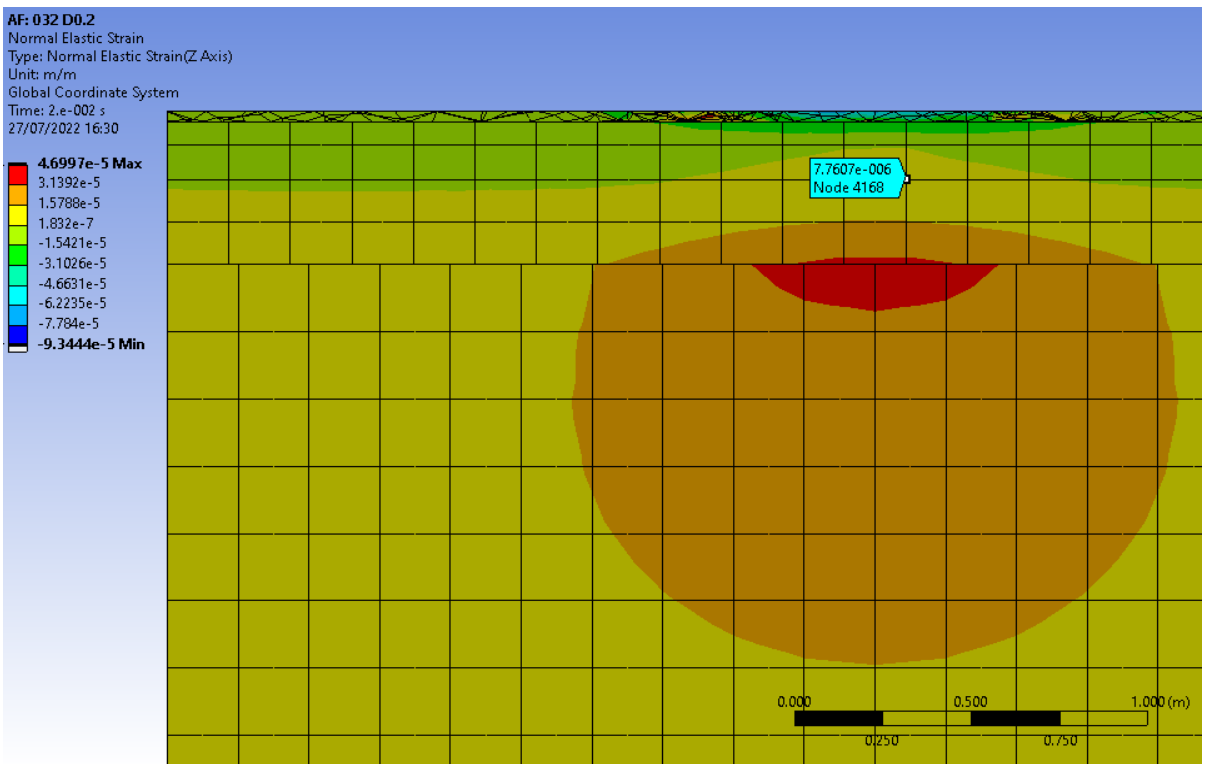 AF: 032 D0.2
Normal Elastic Strain
Type: Normal Elastic Strain(Z Axis)
Unit: m/m
Global Coordinate System
Time: 2.e-002 s
27/07/2022 16:30
4.6997e-5 Max
3.1392e-5
1.5788e-5
1.832e-7
-1.5421e-5
-3.1026e-5
-4.6631e-5
-6.2235e-5
-7.784e-5
-9.3444e-5 Min
7.7607e-006
Node 4168
0.000 0.500 1.000 (m)
0.250 0.750